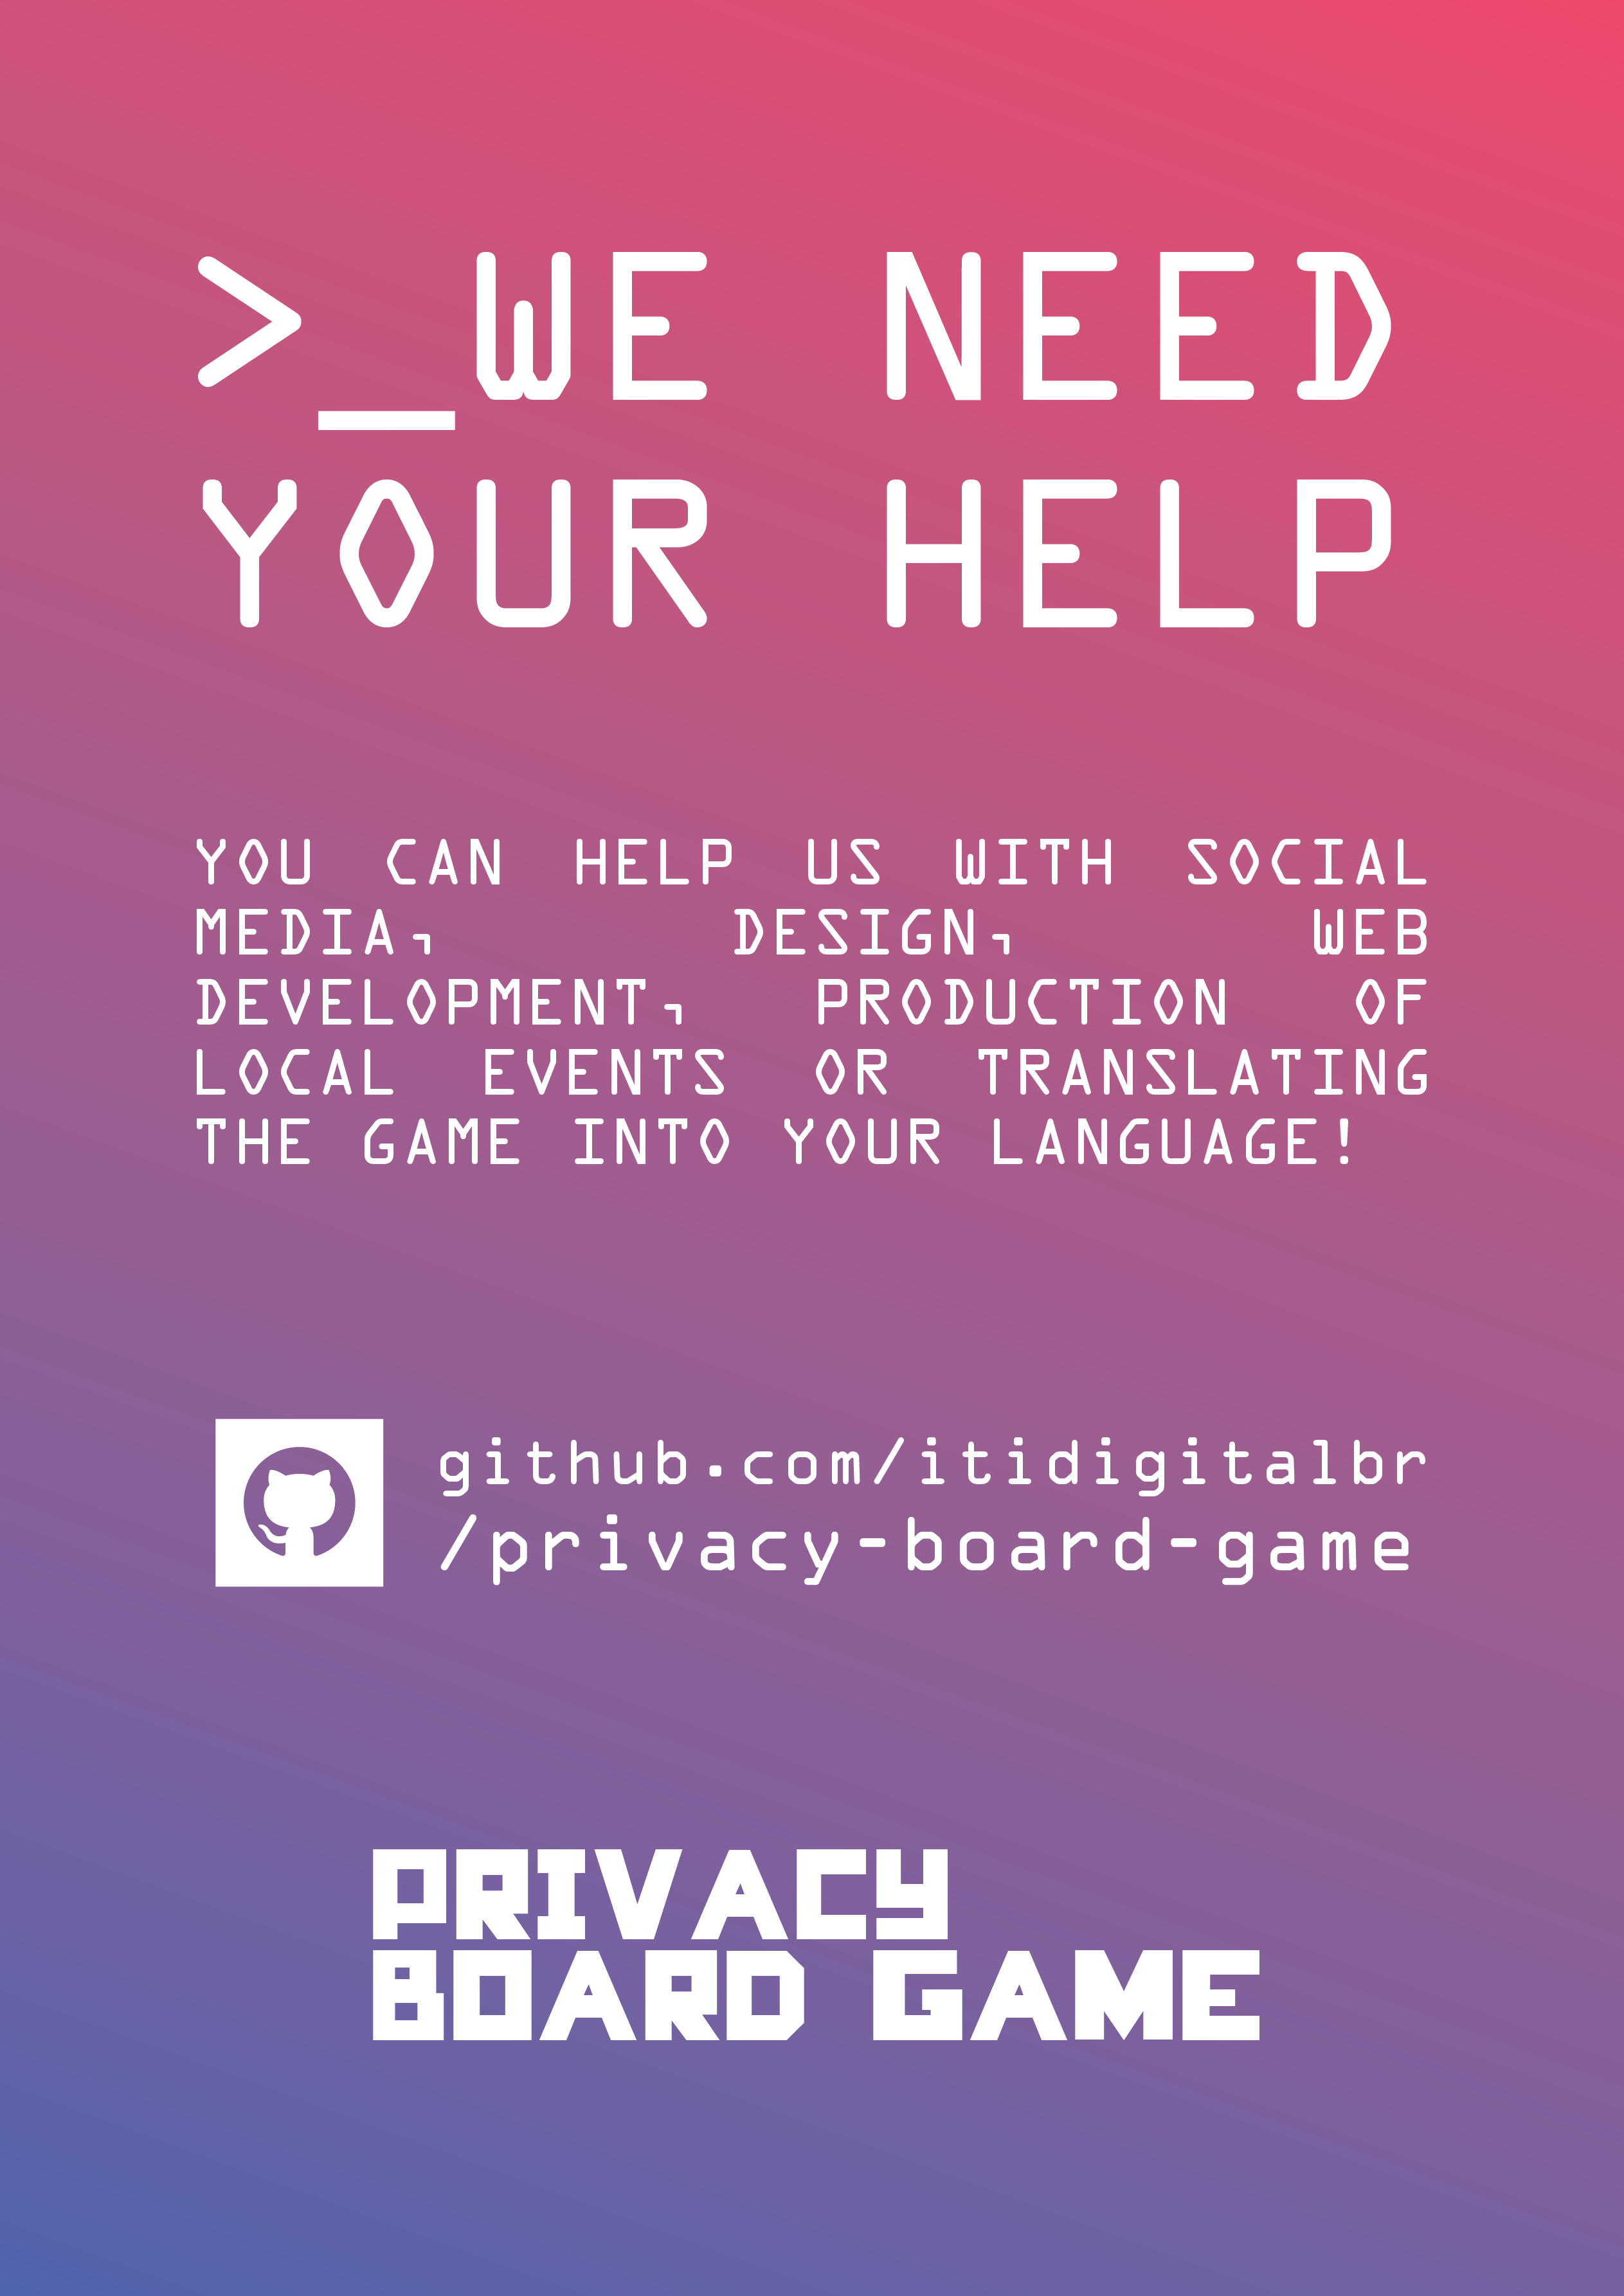 >_WE NEED
YOUR HELP
YOU CAN HELP US WITH SOCIAL
MEDIA, DESIGN, WEB
DEVELOPMENT, PRODUCTION OF
LOCAL EVENTS OR TRANSLATING
THE GAME INTO YOUR LANGUAGE!
github.com/itidigitalbr
/privacy-board-game
PRIVACY
BOARD GAME